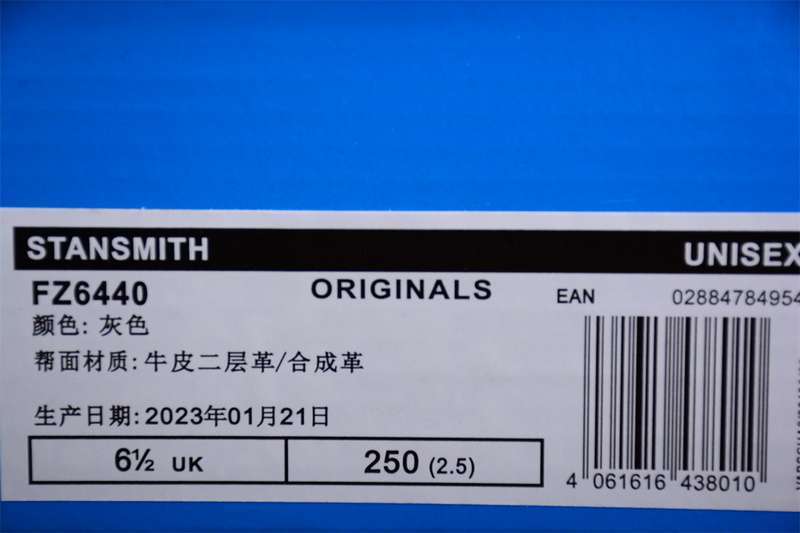 STANSMITH UNISEX
FZ6440 ORIGINALS EAN 02884784954
颜色: 灰色
帮面材质: 牛皮二层革/合成革
生产日期: 2023年01月21日
6½ UK 250 (2.5)
4 061616 438010